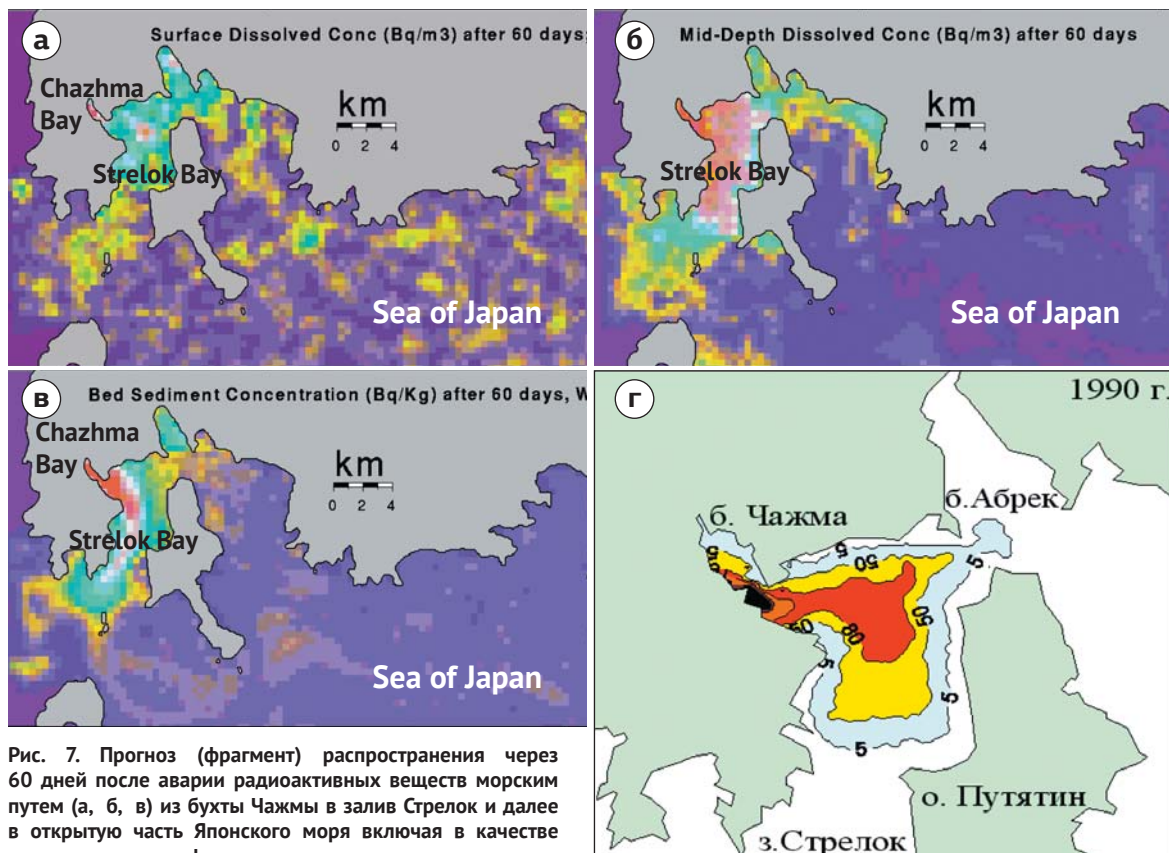 а
Surface Dissolved Conc (Bq/m3) after 60 days;
Chazhma
Bay
km
0 2 4
Strelok Bay
Sea of Japan
б
Mid-Depth Dissolved Conc (Bq/m3) after 60 days
km
0 2 4
Strelok Bay
Sea of Japan
в
Bed Sediment Concentration (Bq/Kg) after 60 days, W
Chazhma
Bay
km
0 2 4
Strelok Bay
Sea of Japan
г
1990 г.
б. Чажма
б.Абрек
5
50
5
50
80
5
5
5
о. Путятин
з.Стрелок
Рис. 7. Прогноз (фрагмент) распространения через
60 дней после аварии радиоактивных веществ морским
путем (а, б, в) из бухты Чажмы в залив Стрелок и далее
в открытую часть Японского моря включая в качестве